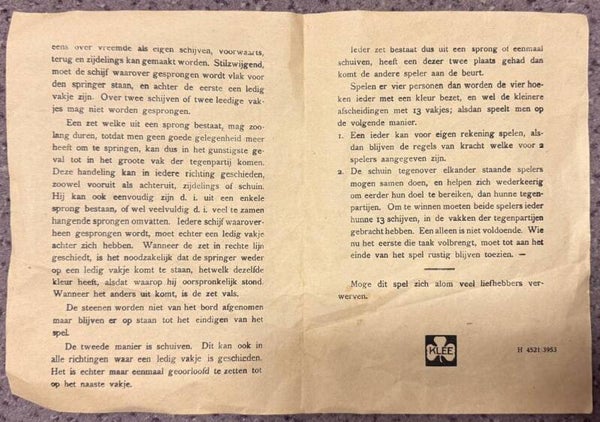 eens over vreemde als eigen schijven, voorwaarts,
terug en zijdelings kan gemaakt worden. Stilzwijgend,
moet de schijf waarover gesprongen wordt vlak voor
den springer staan, en achter de eerste een ledig
vakje zijn. Over twee schijven of twee leedige vak-
jes mag niet worden gesprongen.
Een zet welke uit een sprong bestaat, mag zoo-
lang duren, totdat men geen goede gelegenheid meer
heeft om te springen, kan dus in het gunstigste ge-
val tot in het groote vak der tegenpartij komen.
Deze handeling kan in iedere richting geschieden,
zoowel vooruit als achteruit, zijdelings of schuin.
Hij kan ook eenvoudig zijn d. i. uit een enkele
sprong bestaan, of wel veelvuldig d. i. veel te zamen
hangende sprongen omvatten. Iedere schijf waarover-
heen gesprongen wordt, moet echter een ledig vakje
achter zich hebben. Wanneer de zet in rechte lijn
geschiedt, is het noodzakelijk dat de springer weder
op een ledig vakje komt te staan, hetwelk dezelfde
kleur heeft, alsdat waarop hij oorspronkelijk stond.
Wanneer het anders uit komt, is de zet vals.
De steenen worden niet van het bord afgenomen
maar blijven er op staan tot het eindigen van het
spel.
De tweede manier is schuiven. Dit kan ook in
alle richtingen waar een ledig vakje is geschieden.
Het is echter maar eenmaal geoorloofd te zetten tot
op het naaste vakje.
Ieder zet bestaat dus uit een sprong of eenmaal
schuiven, heeft een dezer twee plaats gehad dan
komt de andere speler aan de beurt.
Spelen er vier personen dan worden de vier hoe-
ken ieder met een kleur bezet, en wel de kleinere
afscheidingen met 13 vakjes; alsdan speelt men op
de volgende manier.
1. Een ieder kan voor eigen rekening spelen, als-
dan blijven de regels van kracht welke voor 2
spelers aangegeven zijn.
2. De schuin tegenover elkander staande spelers
mogen samen doen, en helpen zich wederkeerig
om eerder hun doel te bereiken, dan hunne tegen-
partijen. Om te winnen moeten beide spelers ieder
hunne 13 schijven, in de vakken der tegenpartijen
gebracht hebben. Een alleen is niet voldoende. Wie
nu het eerste die taak volbrengt, moet tot aan het
einde van het spel rustig blijven toezien. —
Moge dit spel zich alom veel liefhebbers ver-
werven.
KLEE
H 4521/3953